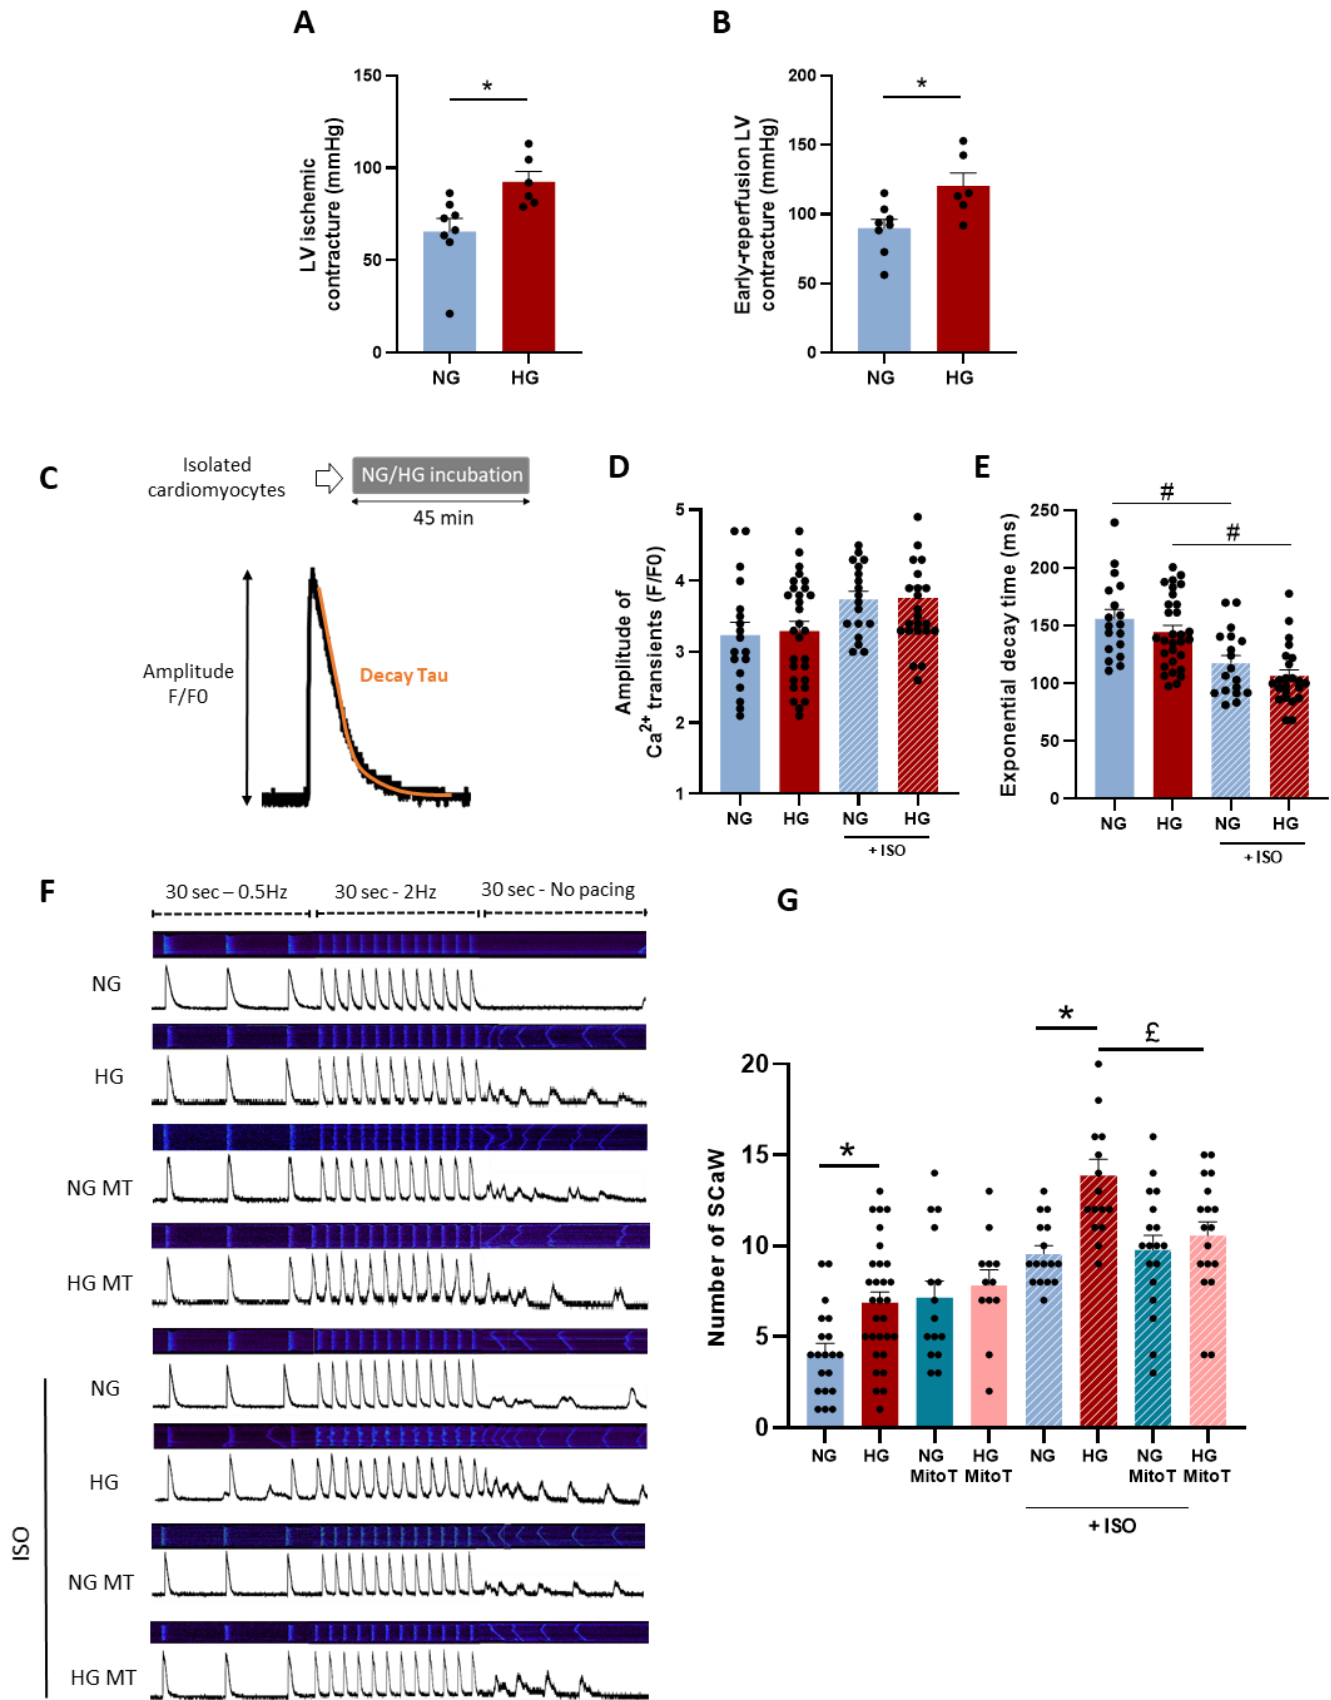 A
B
150
100
50
0
LV ischemic
contracture (mmHg)
*
NG
HG
200
150
100
50
0
Early-reperfusion LV
contracture (mmHg)
*
NG
HG
C
Isolated
cardiomyocytes
NG/HG incubation
45 min
Amplitude
F/F0
Decay Tau
D
5
4
3
2
1
Amplitude of
Ca²⁺ transients (F/F0)
NG
HG
NG
HG
+ ISO
E
250
200
150
100
50
0
Exponential decay time (ms)
#
#
NG
HG
NG
HG
+ ISO
F
30 sec – 0.5Hz
30 sec - 2Hz
30 sec - No pacing
NG
HG
NG MT
HG MT
ISO
NG
HG
NG MT
HG MT
G
20
15
10
5
0
Number of SCaW
*
*
£
NG
HG
NG
MitoT
HG
MitoT
NG
HG
NG
MitoT
HG
MitoT
+ ISO